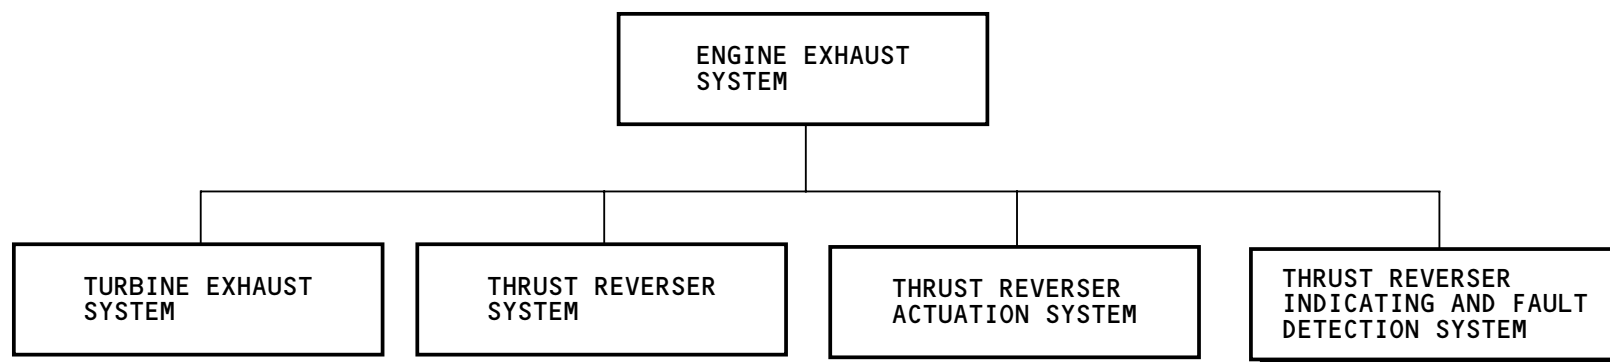 ENGINE EXHAUST
SYSTEM
TURBINE EXHAUST
SYSTEM
THRUST REVERSER
SYSTEM
THRUST REVERSER
ACTUATION SYSTEM
THRUST REVERSER
INDICATING AND FAULT
DETECTION SYSTEM